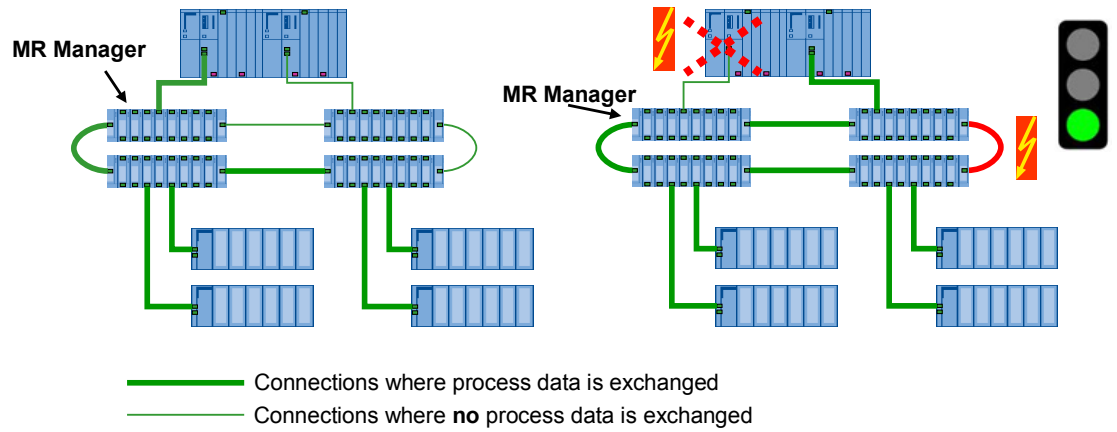 MR Manager
MR Manager
Connections where process data is exchanged
Connections where no process data is exchanged